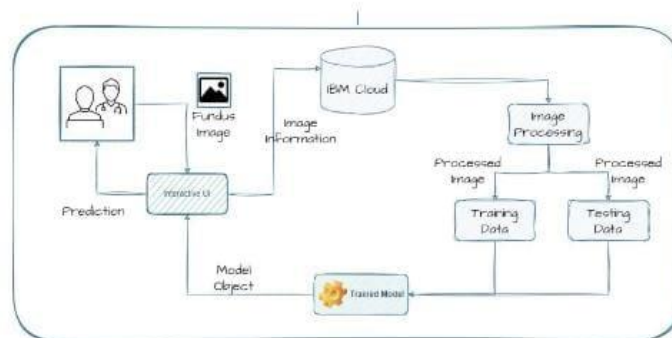 IBM Cloud
Fundus
Image
Image
Information
Image
Processing
Processed
Image
Processed
Image
Interactive UI
Prediction
Training
Data
Testing
Data
Model
Object
Trained Model